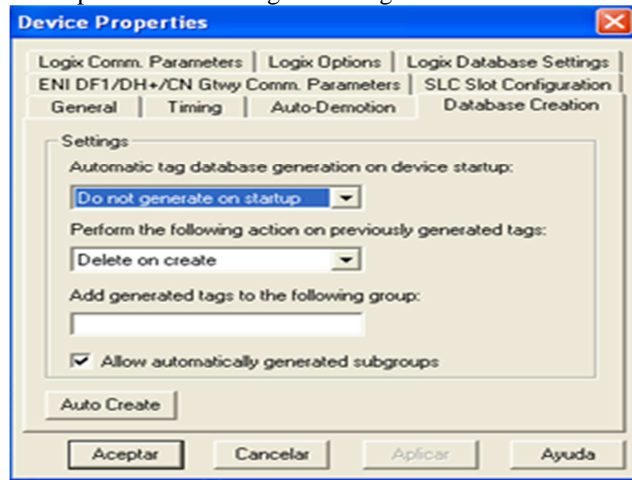 Device Properties
Logix Comm. Parameters Logix Options Logix Database Settings
ENI DF1/DH+/CN Gtwy Comm. Parameters SLC Slot Configuration
General Timing Auto-Demotion Database Creation
Settings
Automatic tag database generation on device startup:
Do not generate on startup
Perform the following action on previously generated tags:
Delete on create
Add generated tags to the following group:
Allow automatically generated subgroups
Auto Create
Aceptar Cancelar Aplicar Ayuda